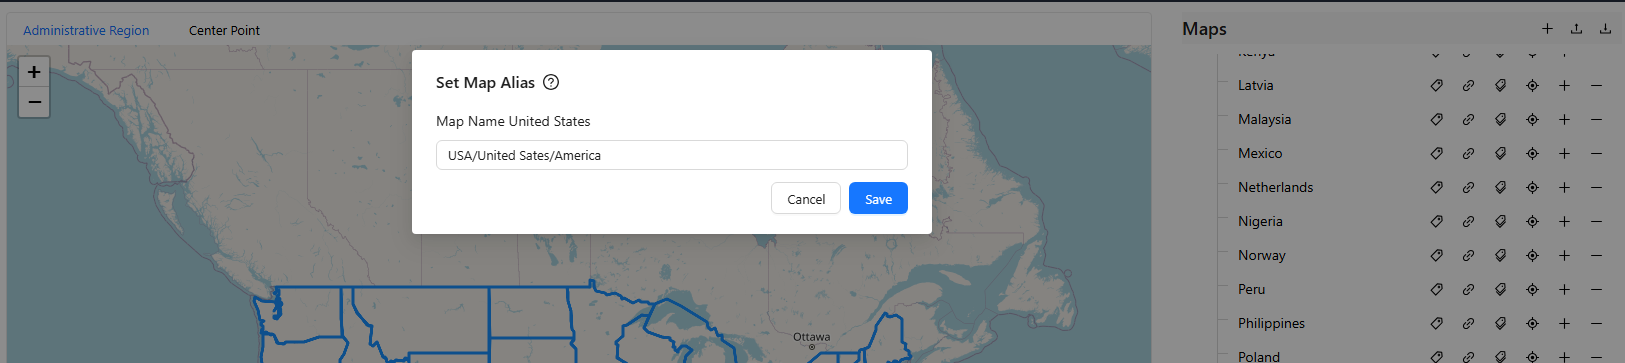 Administrative Region
Center Point
+
−
Set Map Alias ?
Map Name United States
USA/United Sates/America
Cancel
Save
Ottawa
Maps
Kenya
Latvia
Malaysia
Mexico
Netherlands
Nigeria
Norway
Peru
Philippines
Poland